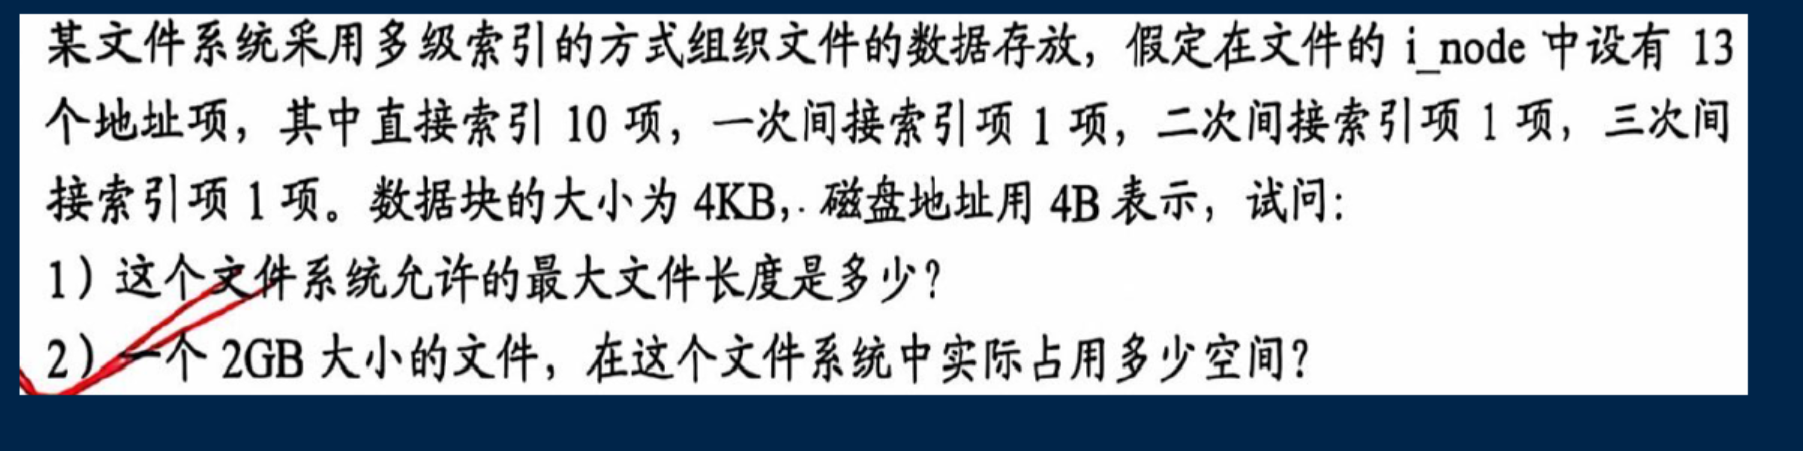 某文件系统采用多级索引的方式组织文件的数据存放，假定在文件的 i_node 中设有 13
个地址项，其中直接索引 10 项，一次间接索引项 1 项，二次间接索引项 1 项，三次间
接索引项 1 项。数据块的大小为 4KB，. 磁盘地址用 4B 表示，试问：
1）这个文件系统允许的最大文件长度是多少？
2）一个 2GB 大小的文件，在这个文件系统中实际占用多少空间？